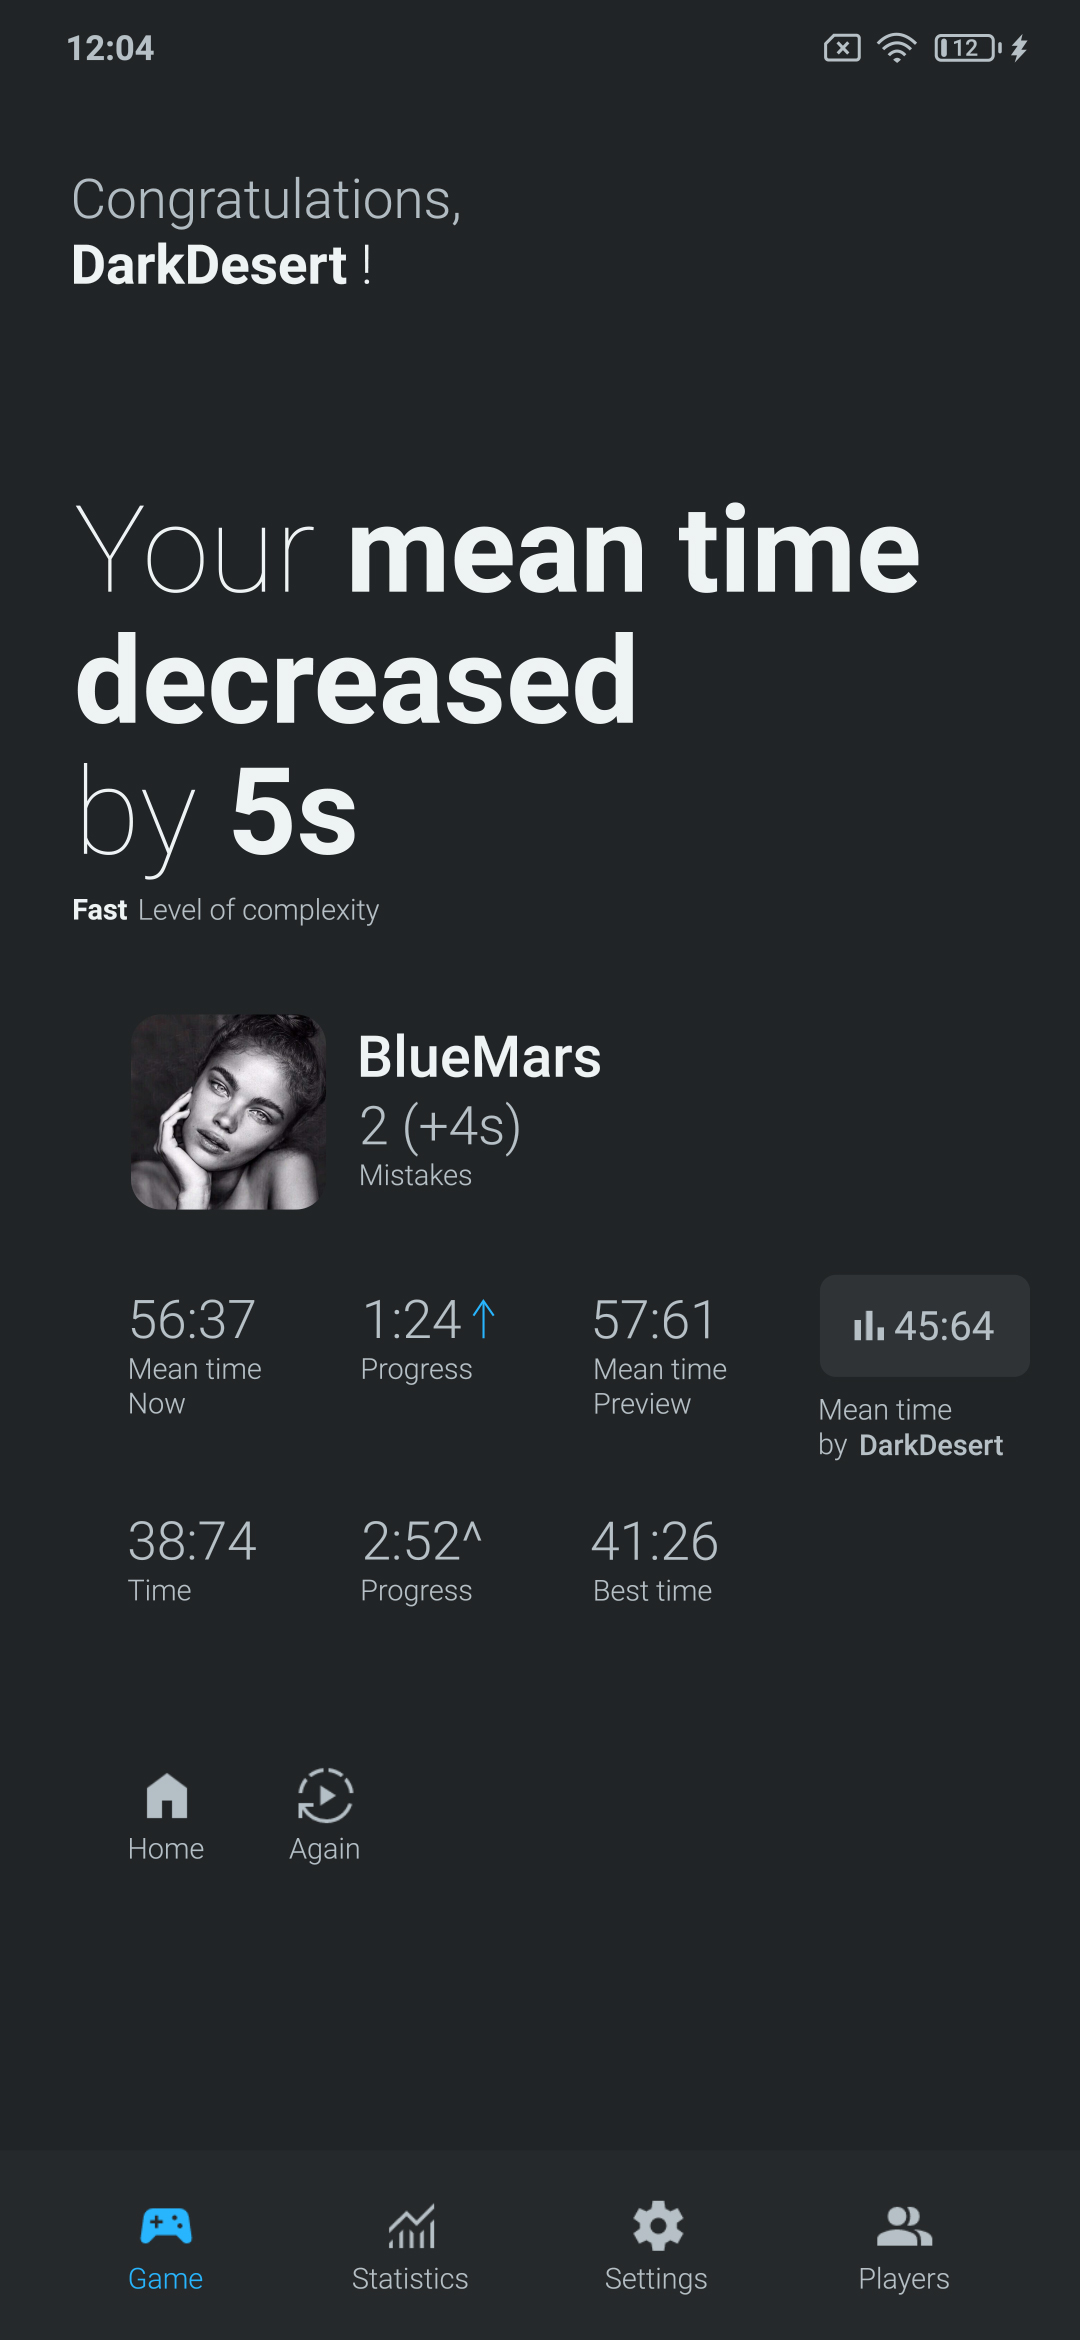 12:04
12
Congratulations,
DarkDesert !
Your mean time
decreased
by 5s
Fast Level of complexity
BlueMars
2 (+4s)
Mistakes
56:37
Mean time
Now
1:24↑
Progress
57:61
Mean time
Preview
45:64
Mean time
by DarkDesert
38:74
Time
2:52^
Progress
41:26
Best time
Home
Again
Game
Statistics
Settings
Players